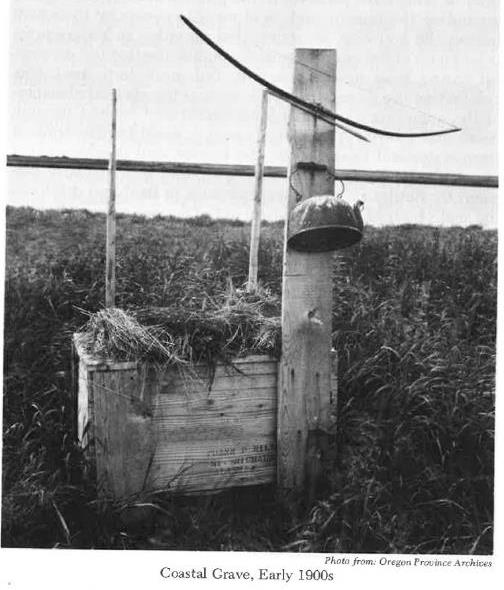 Photo from: Oregon Province Archives
Coastal Grave, Early 1900s